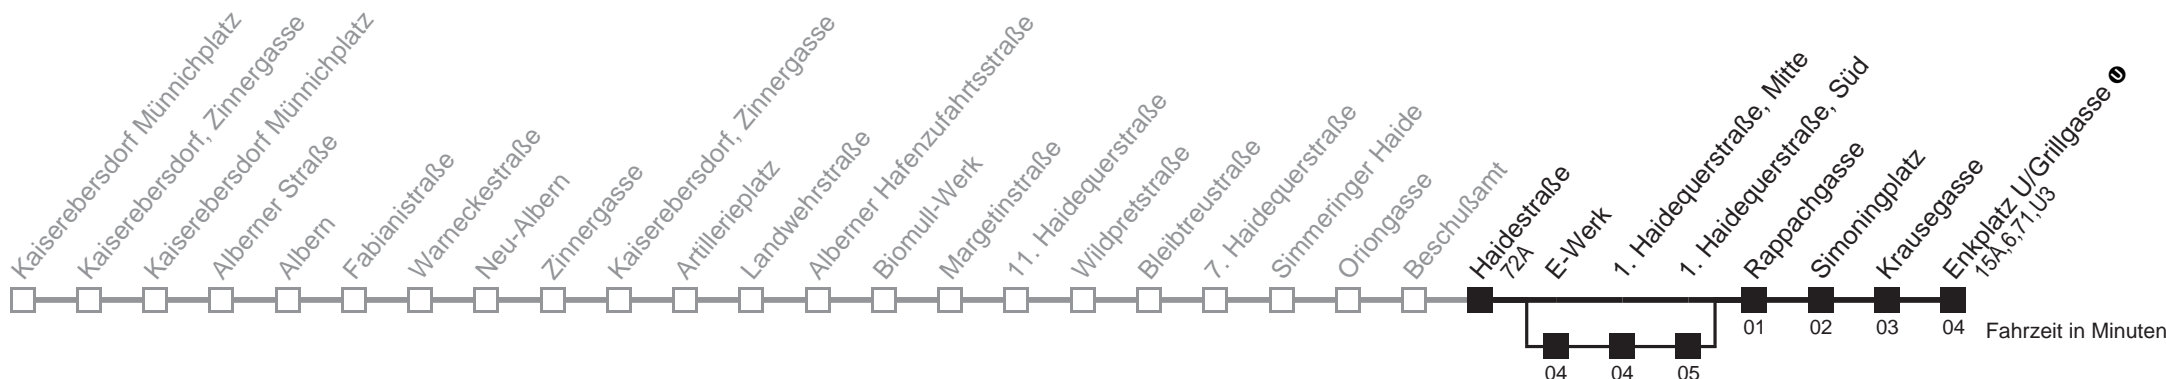 Kaiserebersdorf Münnichplatz
Kaiserebersdorf, Zinnergasse
Kaiserebersdorf Münnichplatz
Alberner Straße
Albern
Fabianistraße
Warneckestraße
Neu-Albern
Zinnergasse
Kaiserebersdorf, Zinnergasse
Artillerieplatz
Landwehrstraße
Alberner Hafenzufahrtsstraße
Biomull-Werk
Margetinstraße
11. Haidequerstraße
Wildpretstraße
Bleibtreustraße
7. Haidequerstraße
Simmeringer Haide
Oriongasse
Beschußamt
Haidestraße
72A
E-Werk
1. Haidequerstraße, Mitte
1. Haidequerstraße, Süd
Rappachgasse
Simoningplatz
Krausegasse
Enkplatz U/Grillgasse U
15A,6,71,U3
01 02 03 04 Fahrzeit in Minuten
04 04 05